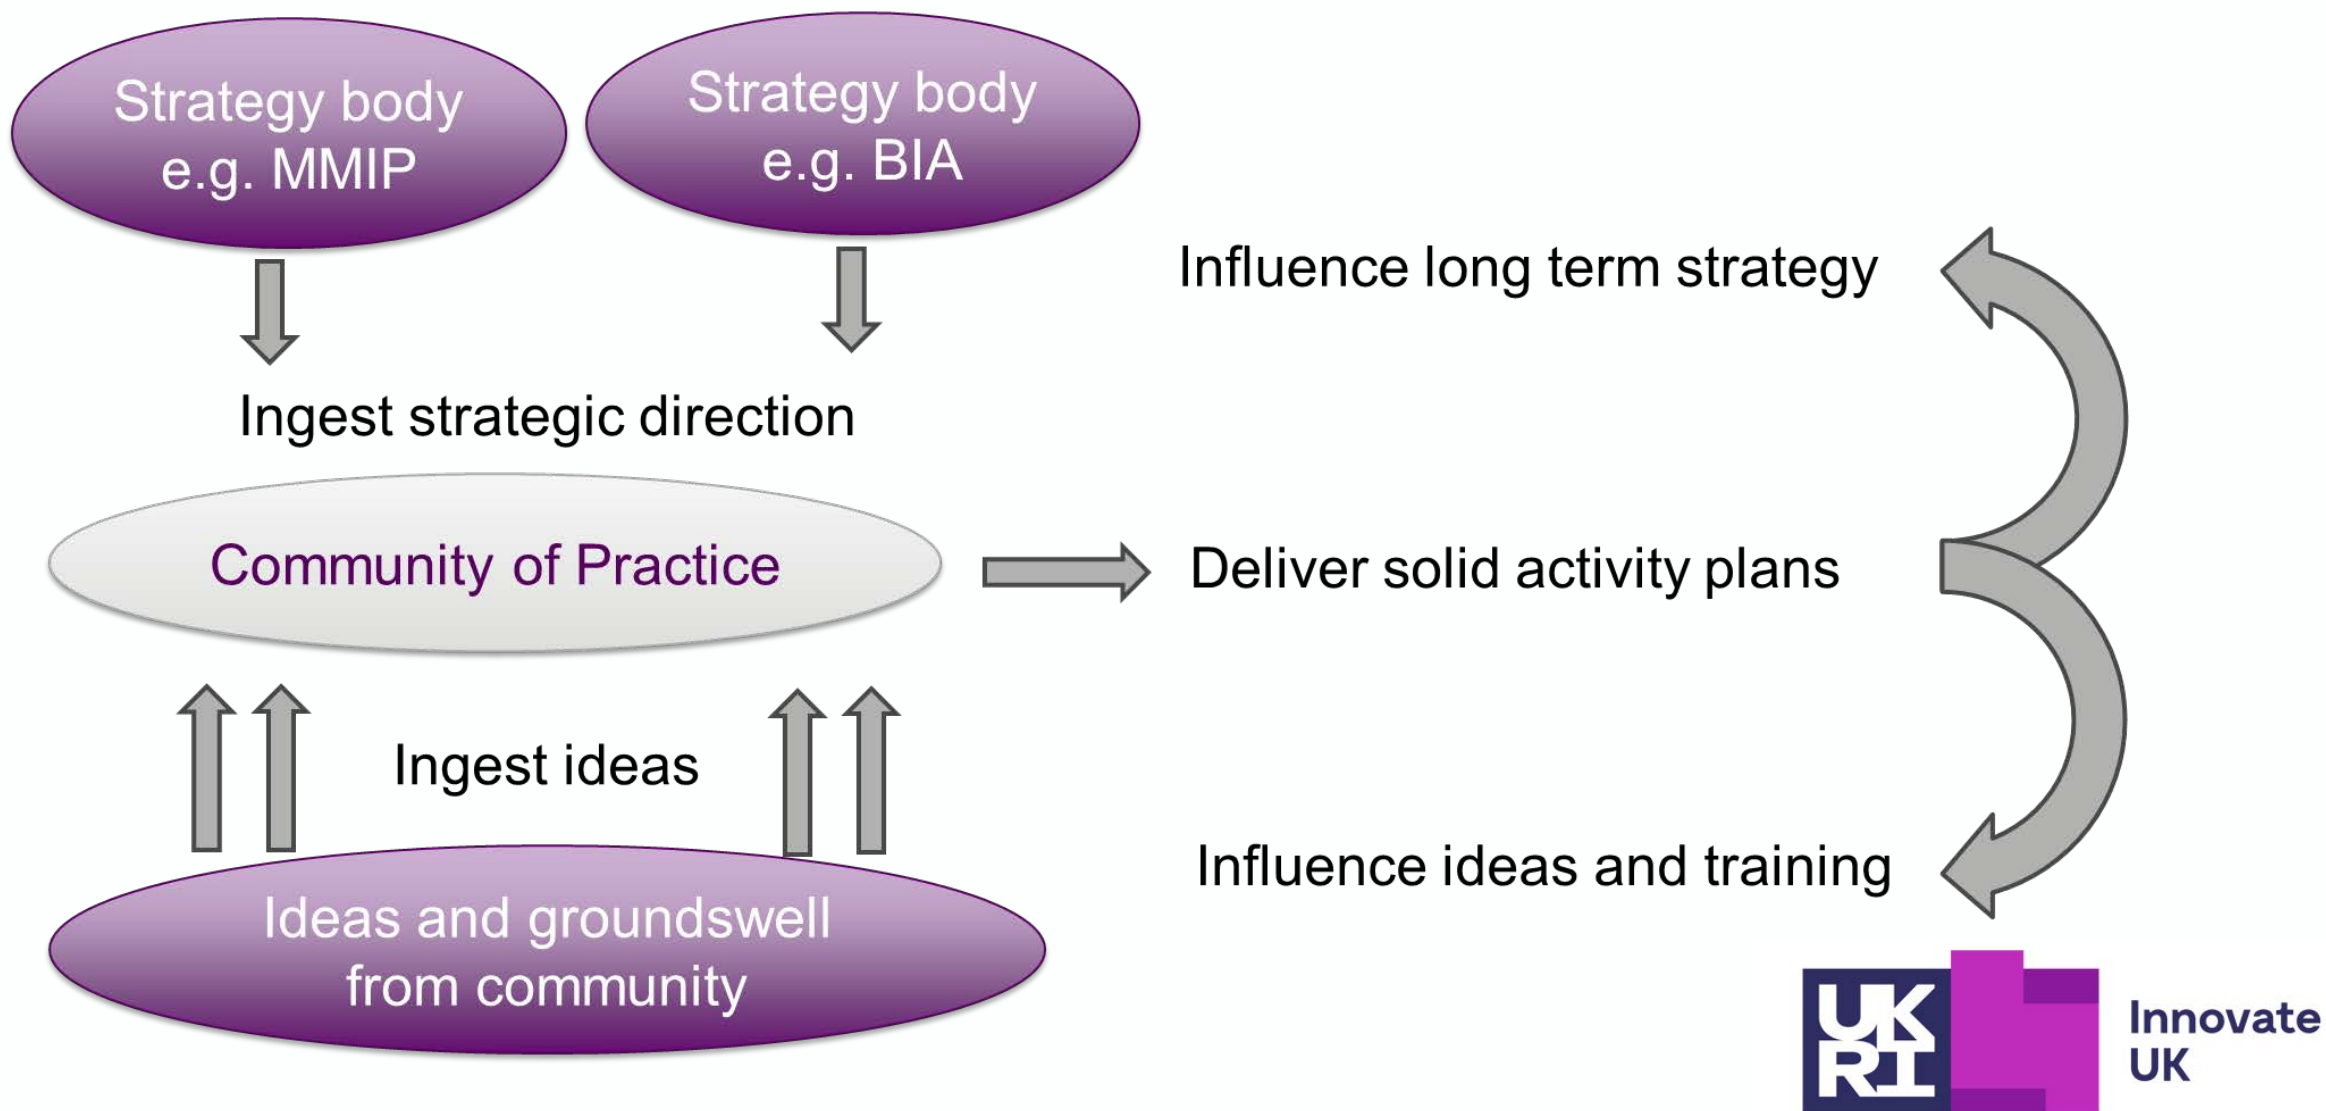 Strategy body
e.g. MMIP
Strategy body
e.g. BIA
Influence long term strategy
Ingest strategic direction
Community of Practice
Deliver solid activity plans
Ingest ideas
Influence ideas and training
Ideas and groundswell
from community
UK
RI
Innovate
UK